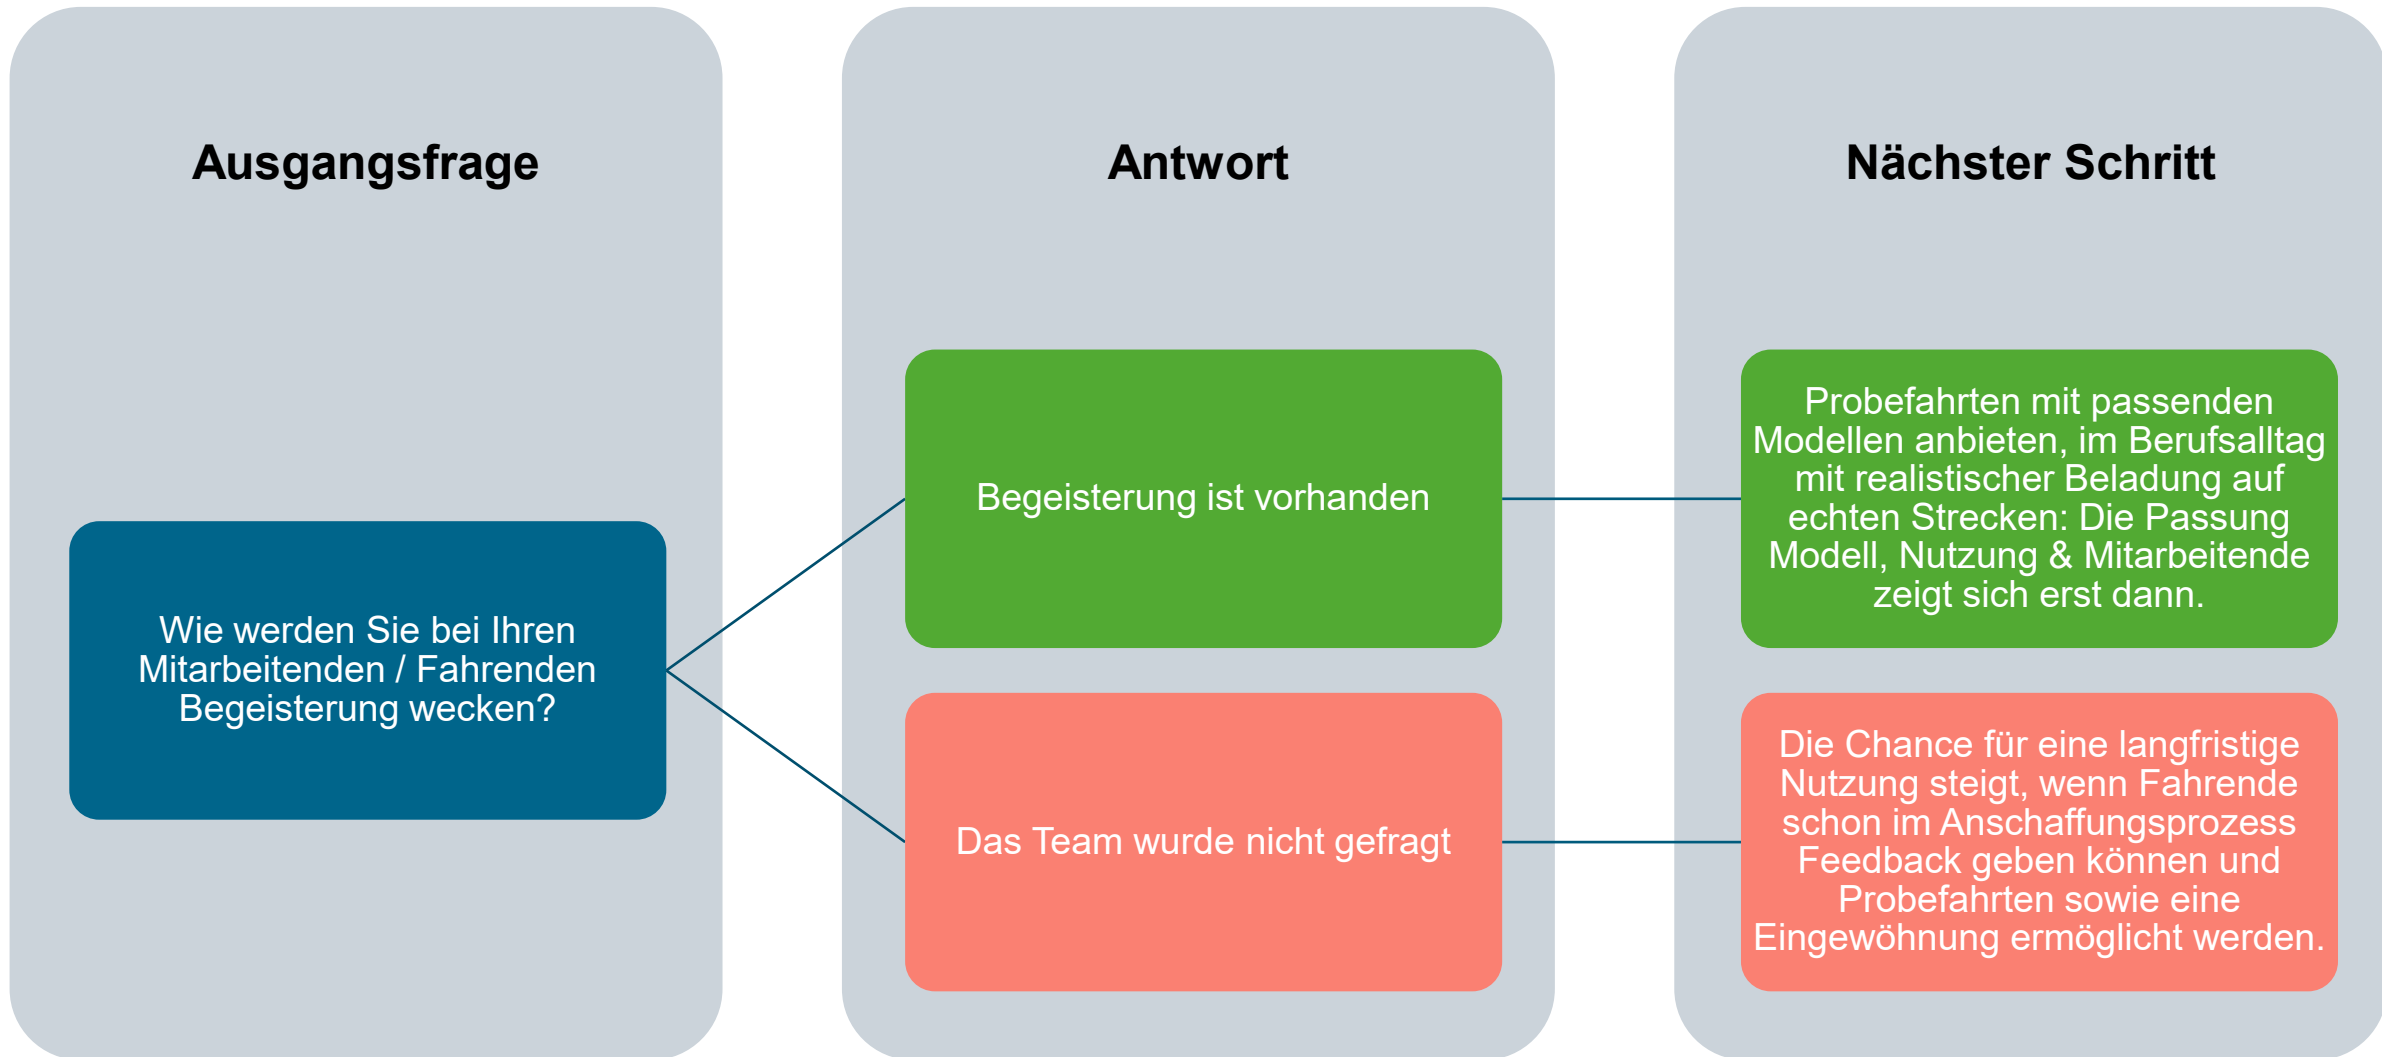 Ausgangsfrage
Antwort
Nächster Schritt
Wie werden Sie bei Ihren
Mitarbeitenden / Fahrenden
Begeisterung wecken?
Begeisterung ist vorhanden
Probefahrten mit passenden
Modellen anbieten, im Berufsalltag
mit realistischer Beladung auf
echten Strecken: Die Passung
Modell, Nutzung & Mitarbeitende
zeigt sich erst dann.
Das Team wurde nicht gefragt
Die Chance für eine langfristige
Nutzung steigt, wenn Fahrende
schon im Anschaffungsprozess
Feedback geben können und
Probefahrten sowie eine
Eingewöhnung ermöglicht werden.